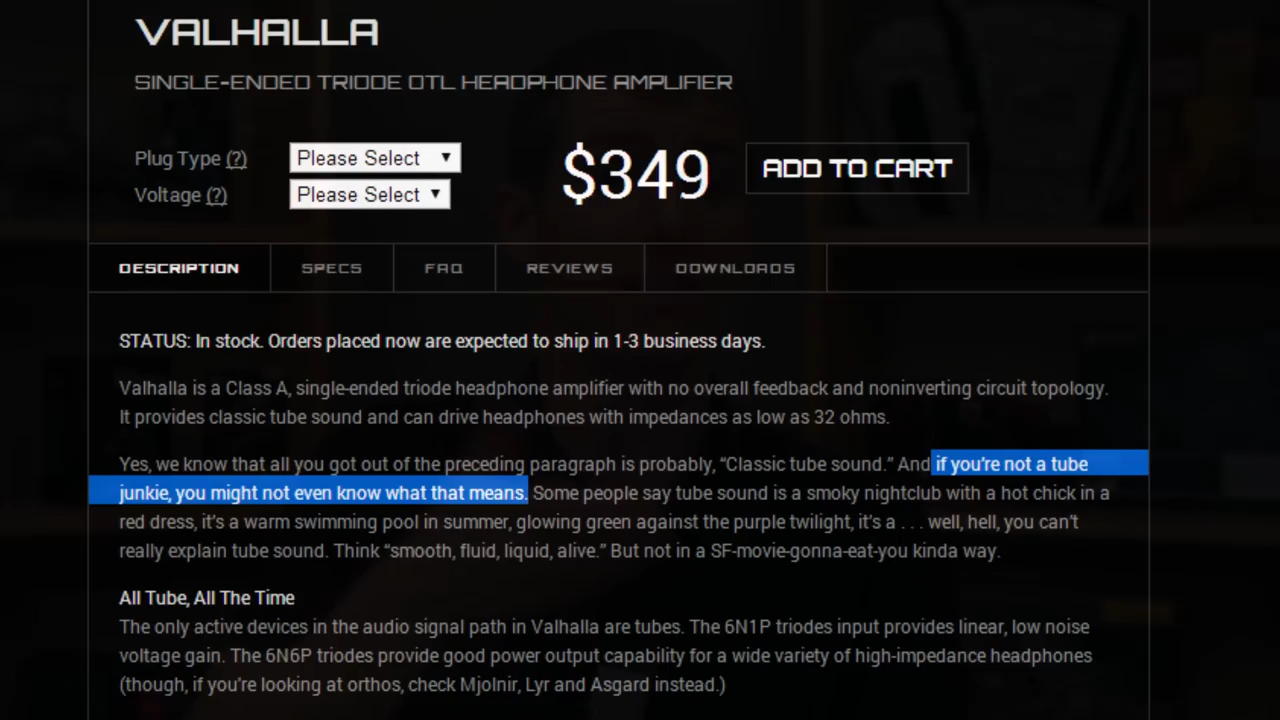 VALHALLA
SINGLE-ENDED TRIODE OTL HEADPHONE AMPLIFIER
Plug Type (?) Please Select
$349 ADD TO CART
Voltage (?) Please Select
DESCRIPTION SPECS FAQ REVIEWS DOWNLOADS
STATUS: In stock. Orders placed now are expected to ship in 1-3 business days.
Valhalla is a Class A, single-ended triode headphone amplifier with no overall feedback and noninverting circuit topology.
It provides classic tube sound and can drive headphones with impedances as low as 32 ohms.
Yes, we know that all you got out of the preceding paragraph is probably, “Classic tube sound.” And if you’re not a tube
junkie, you might not even know what that means. Some people say tube sound is a smoky nightclub with a hot chick in a
red dress, it’s a warm swimming pool in summer, glowing green against the purple twilight, it’s a . . . well, hell, you can’t
really explain tube sound. Think “smooth, fluid, liquid, alive.” But not in a SF-movie-gonna-eat-you kinda way.
All Tube, All The Time
The only active devices in the audio signal path in Valhalla are tubes. The 6N1P triodes input provides linear, low noise
voltage gain. The 6N6P triodes provide good power output capability for a wide variety of high-impedance headphones
(though, if you’re looking at orthos, check Mjolnir, Lyr and Asgard instead.)